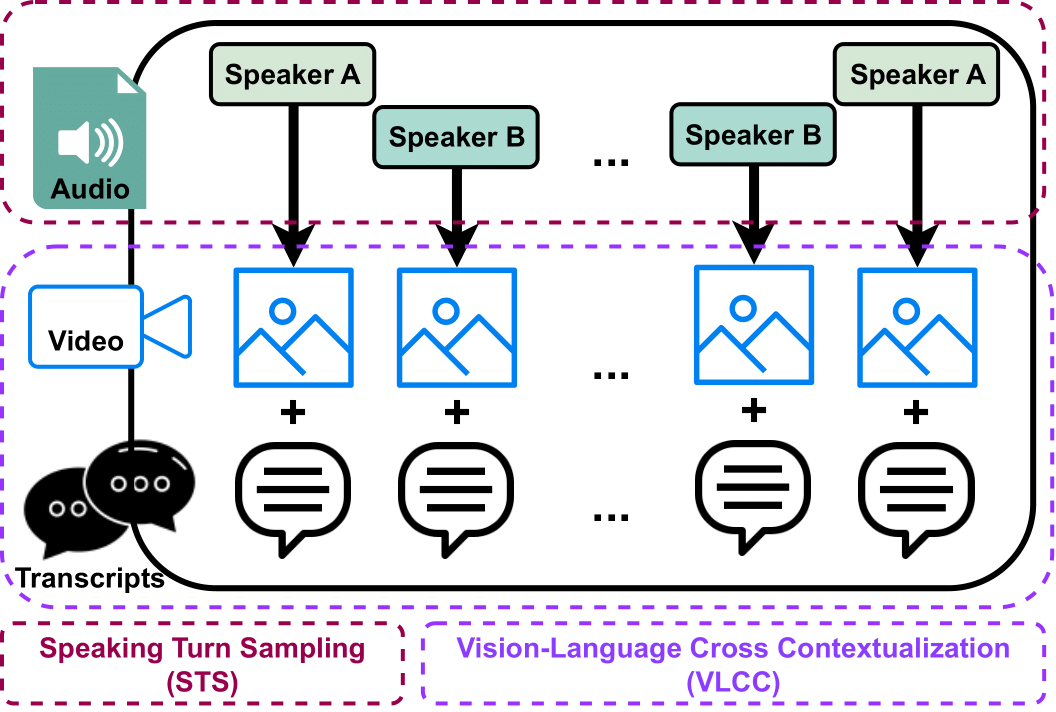 Speaker A
Speaker A
Speaker B
...
Speaker B
Audio
Video
...
+
+
+
+
...
Transcripts
Speaking Turn Sampling
(STS)
Vision-Language Cross Contextualization
(VLCC)